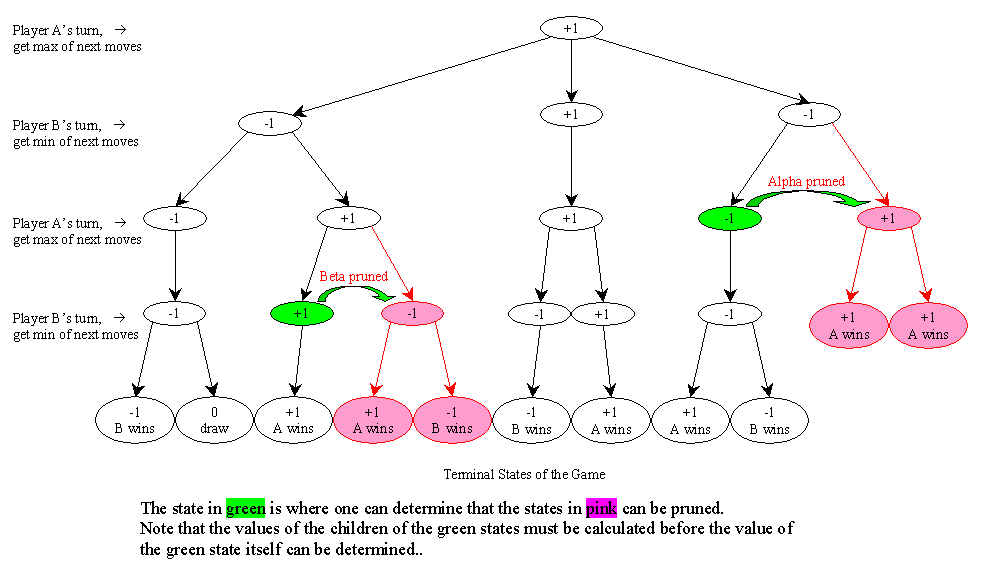 Player A's turn, →
get max of next moves
+1
Player B's turn, →
get min of next moves
-1
+1
-1
Alpha pruned
Player A's turn, →
get max of next moves
-1
+1
+1
-1
+1
Beta pruned
Player B's turn, →
get min of next moves
-1
+1
-1
-1
+1
-1
+1
A wins
+1
A wins
-1
B wins
0
draw
+1
A wins
+1
A wins
-1
B wins
-1
B wins
+1
A wins
+1
A wins
-1
B wins
Terminal States of the Game
The state in green is where one can determine that the states in pink can be pruned.
Note that the values of the children of the green states must be calculated before the value of
the green state itself can be determined..